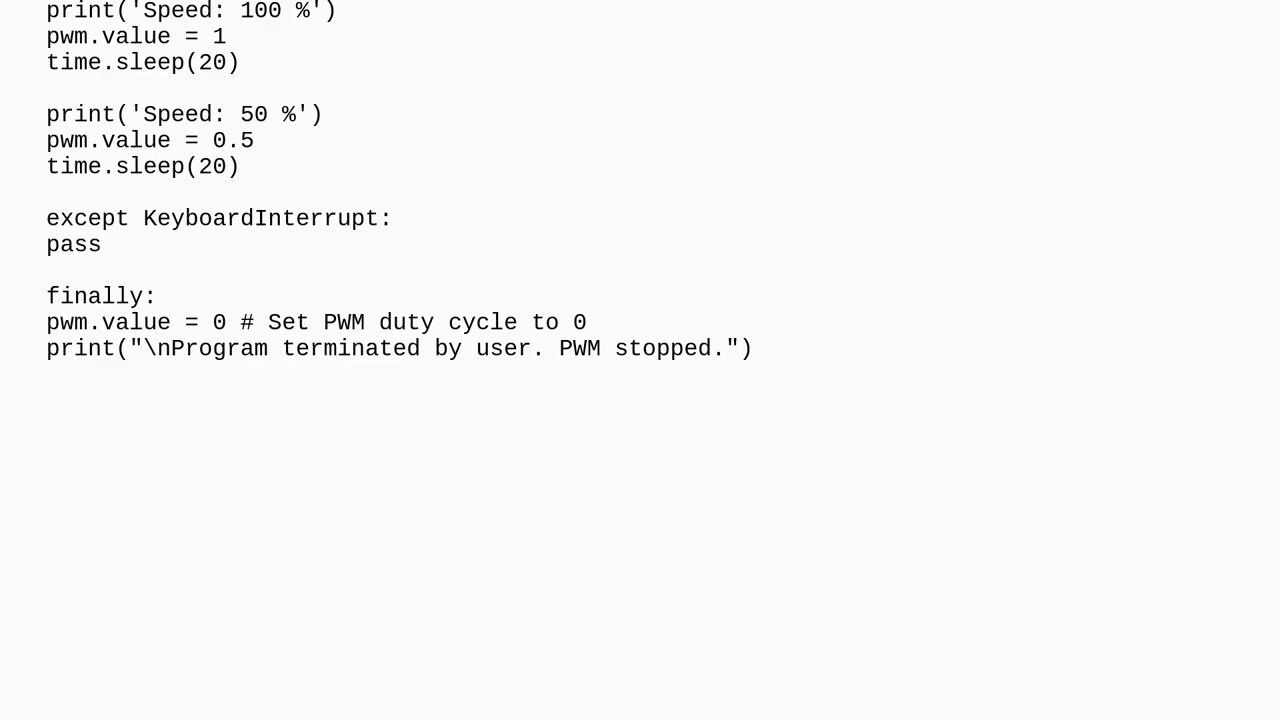 print('Speed: 100 %')
pwm.value = 1
time.sleep(20)
print('Speed: 50 %')
pwm.value = 0.5
time.sleep(20)
except KeyboardInterrupt:
pass
finally:
pwm.value = 0 # Set PWM duty cycle to 0
print("\nProgram terminated by user. PWM stopped.")